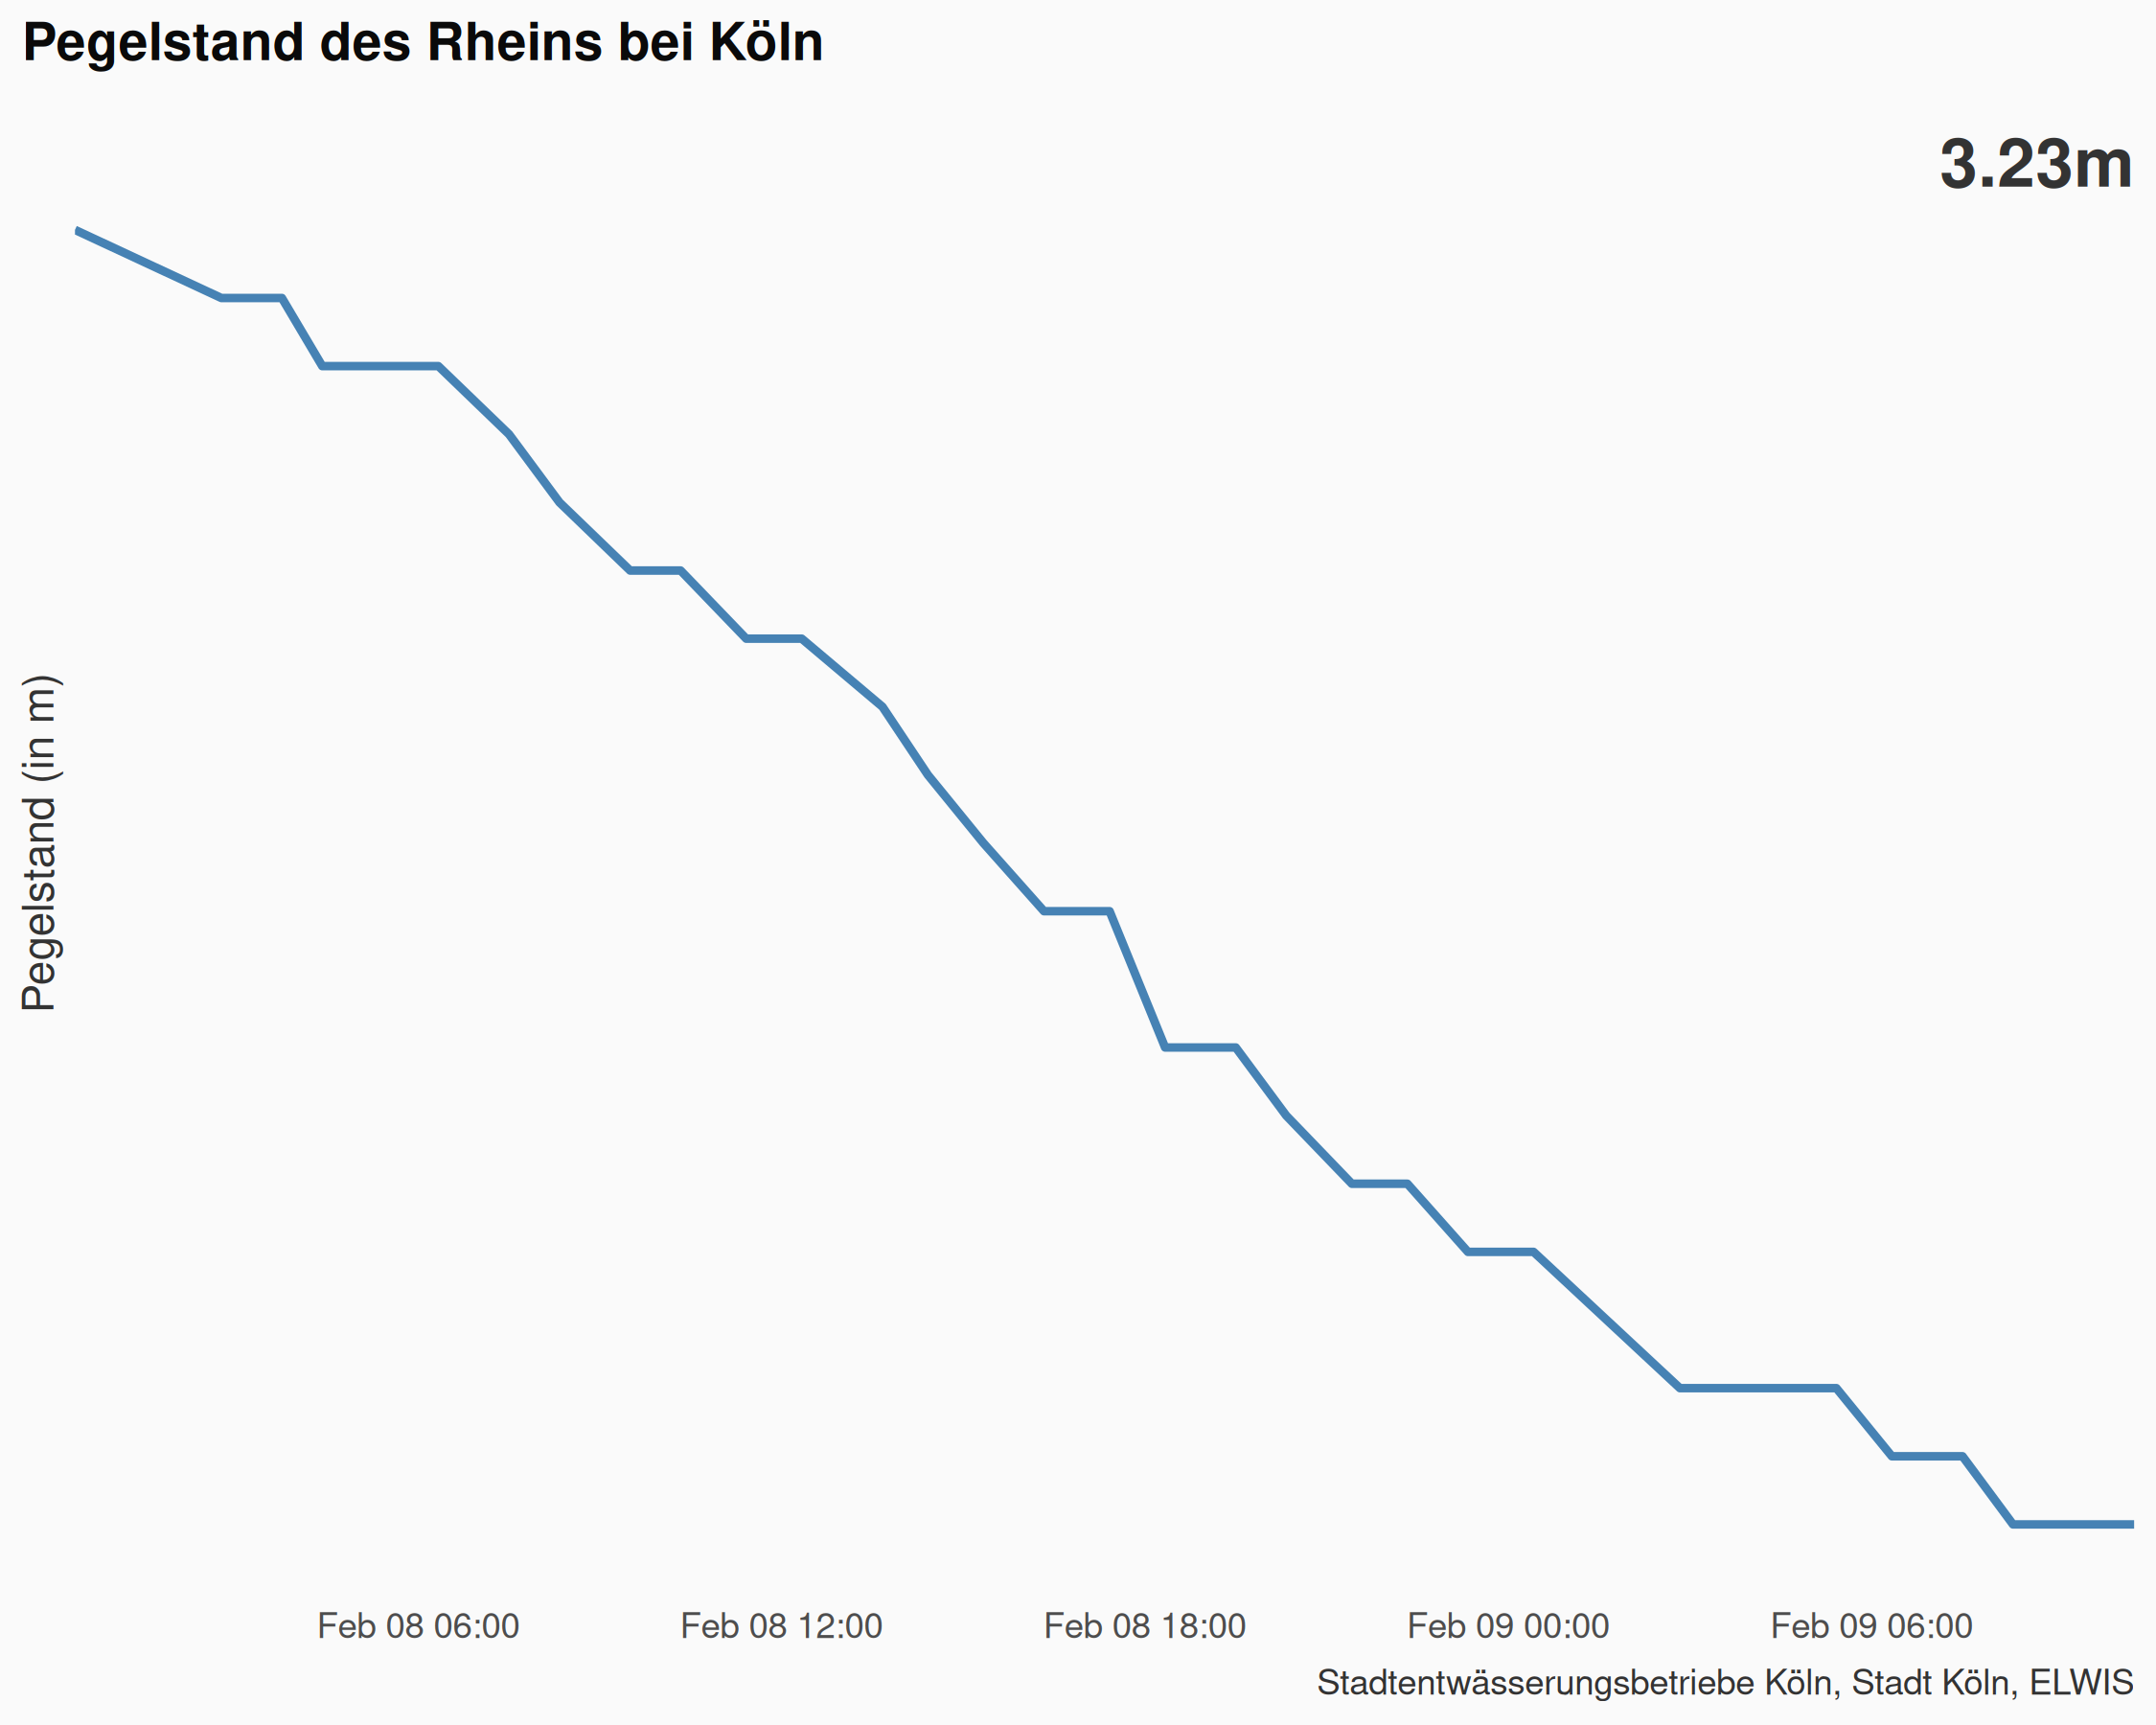 Pegelstand des Rheins bei Köln
3.23m
Pegelstand (in m)
Feb 08 06:00 Feb 08 12:00 Feb 08 18:00 Feb 09 00:00 Feb 09 06:00
Stadtentwässerungsbetriebe Köln, Stadt Köln, ELWIS